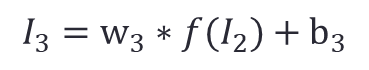 I₃ = w₃ * f(I₂) + b₃